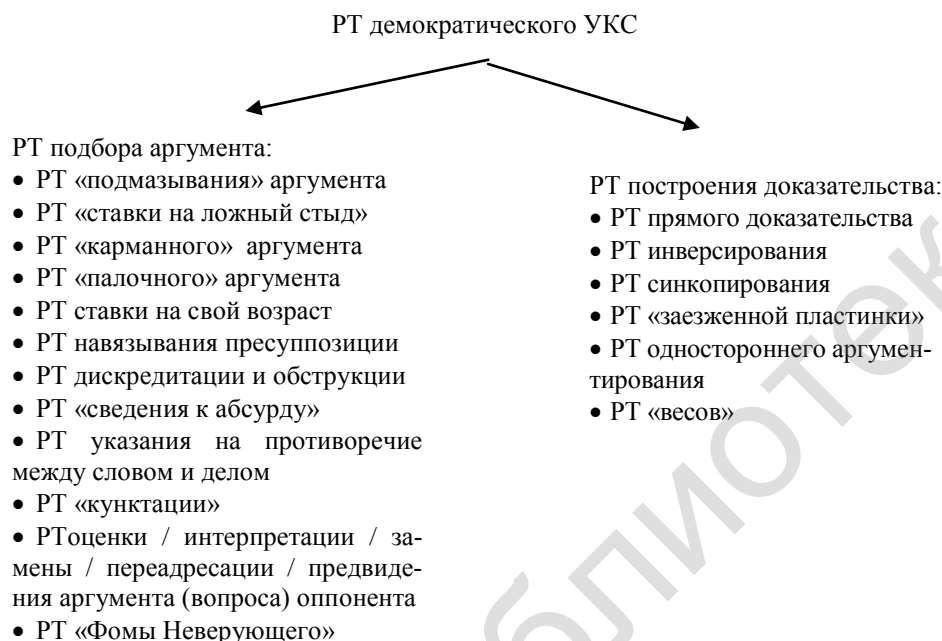 РТ демократического УКС
РТ подбора аргумента:
• РТ «подмазывания» аргумента
• РТ «ставки на ложный стыд»
• РТ «карманного» аргумента
• РТ «палочного» аргумента
• РТ ставки на свой возраст
• РТ навязывания пресуппозиции
• РТ дискредитации и обструкции
• РТ «сведения к абсурду»
• РТ указания на противоречие
между словом и делом
• РТ «кунктации»
• РТоценки / интерпретации / за-
мены / переадресации / предвиде-
ния аргумента (вопроса) оппонента
• РТ «Фомы Неверующего»
РТ построения доказательства:
• РТ прямого доказательства
• РТ инверсирования
• РТ синкопирования
• РТ «заезженной пластинки»
• РТ одностороннего аргумен-
тирования
• РТ «весов»